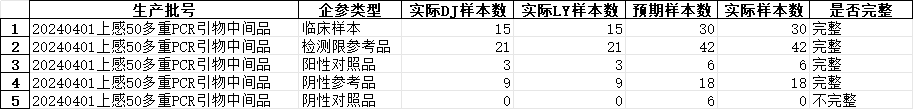 生产批号 企参类型 实际DJ样本数 实际LY样本数 预期样本数 实际样本数 是否完整
1 20240401上感50多重PCR引物中间品 临床样本 15 15 30 30 完整
2 20240401上感50多重PCR引物中间品 检测限参考品 21 21 42 42 完整
3 20240401上感50多重PCR引物中间品 阳性对照品 3 3 6 6 完整
4 20240401上感50多重PCR引物中间品 阴性参考品 9 9 18 18 完整
5 20240401上感50多重PCR引物中间品 阴性对照品 0 0 6 0 不完整